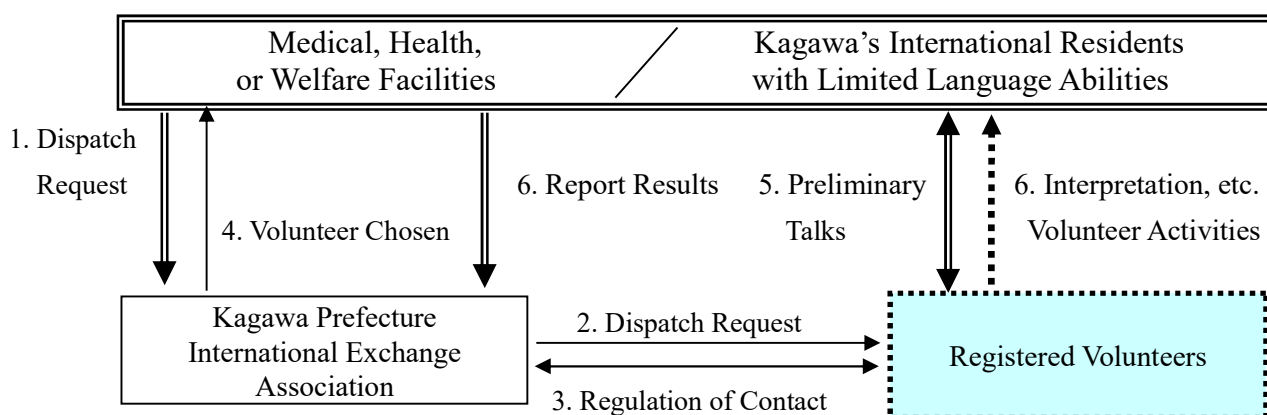 Medical, Health,
or Welfare Facilities
Kagawa’s International Residents
with Limited Language Abilities
1. Dispatch
Request
4. Volunteer Chosen
6. Report Results
5. Preliminary
Talks
6. Interpretation, etc.
Volunteer Activities
Kagawa Prefecture
International Exchange
Association
2. Dispatch Request
3. Regulation of Contact
Registered Volunteers